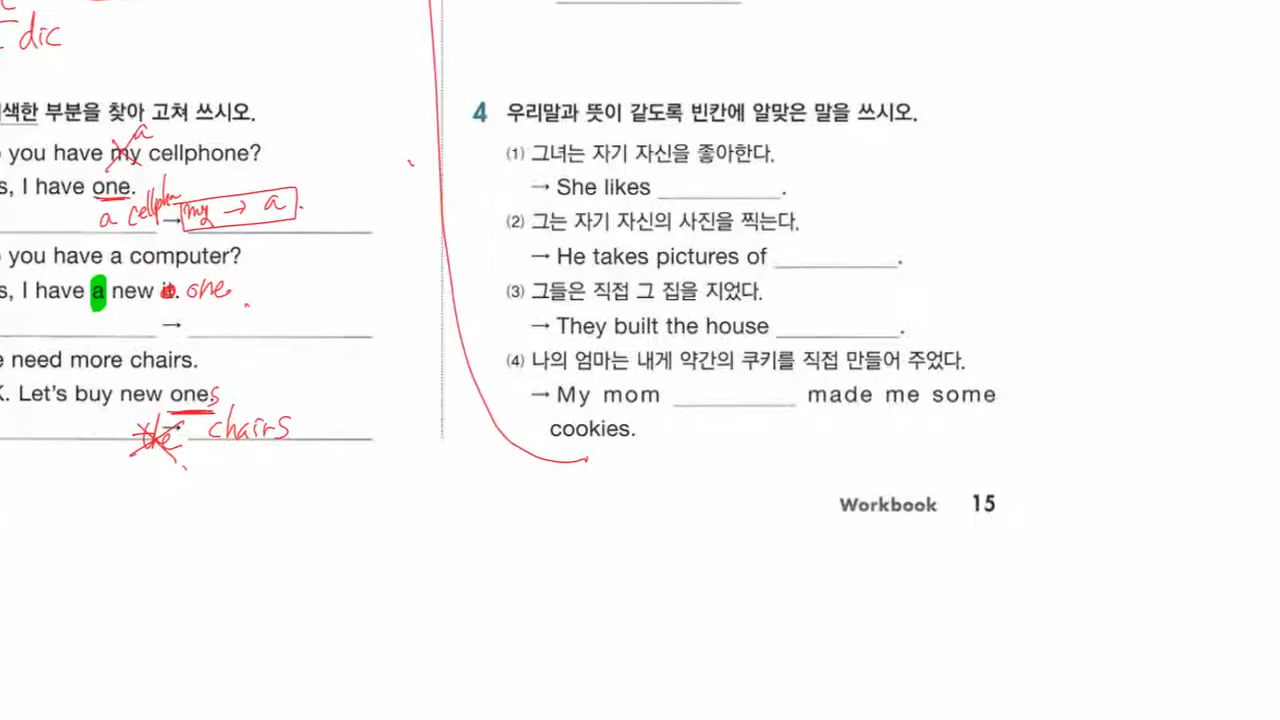 dic
색한 부분을 찾아 고쳐 쓰시오.
a
you have my cellphone?
s, I have one.
a cellpho
→ my → a
you have a computer?
s, I have a new it. one
→
e need more chairs.
K. Let's buy new ones
the → chairs
4 우리말과 뜻이 같도록 빈칸에 알맞은 말을 쓰시오.
(1) 그녀는 자기 자신을 좋아한다.
→ She likes ________.
(2) 그는 자기 자신의 사진을 찍는다.
→ He takes pictures of ________.
(3) 그들은 직접 그 집을 지었다.
→ They built the house ________.
(4) 나의 엄마는 내게 약간의 쿠키를 직접 만들어 주었다.
→ My mom ________ made me some
cookies.
Workbook 15